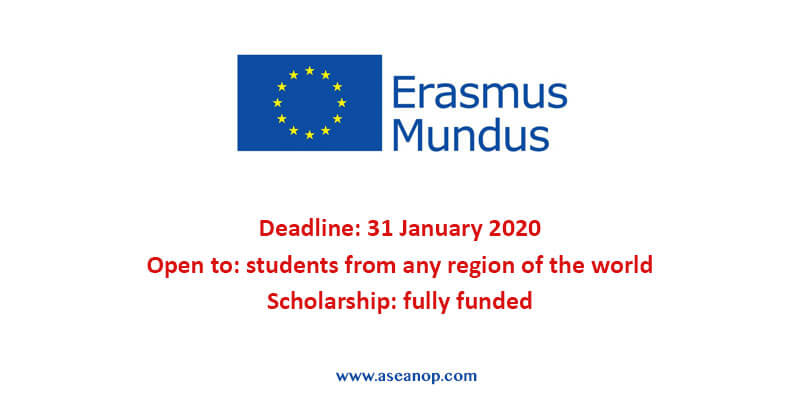 Erasmus
Mundus
Deadline: 31 January 2020
Open to: students from any region of the world
Scholarship: fully funded
www.aseanop.com